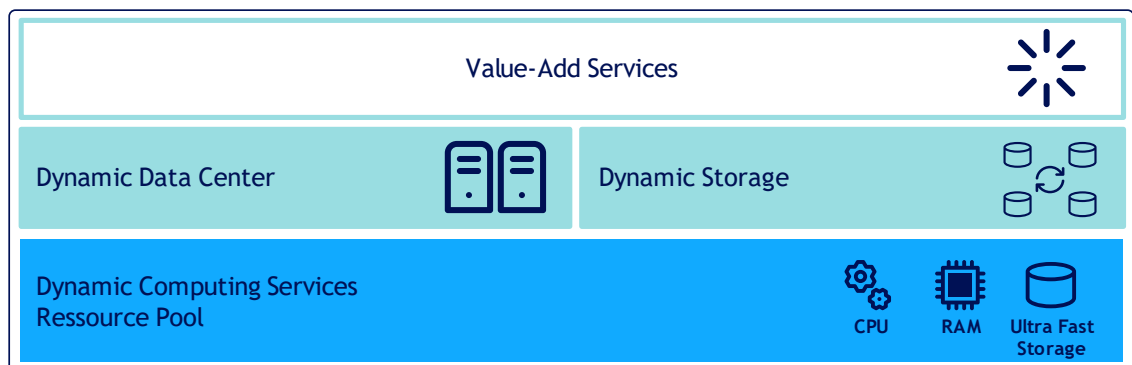 Value-Add Services
Dynamic Data Center
Dynamic Storage
Dynamic Computing Services
Ressource Pool
CPU
RAM
Ultra Fast
Storage